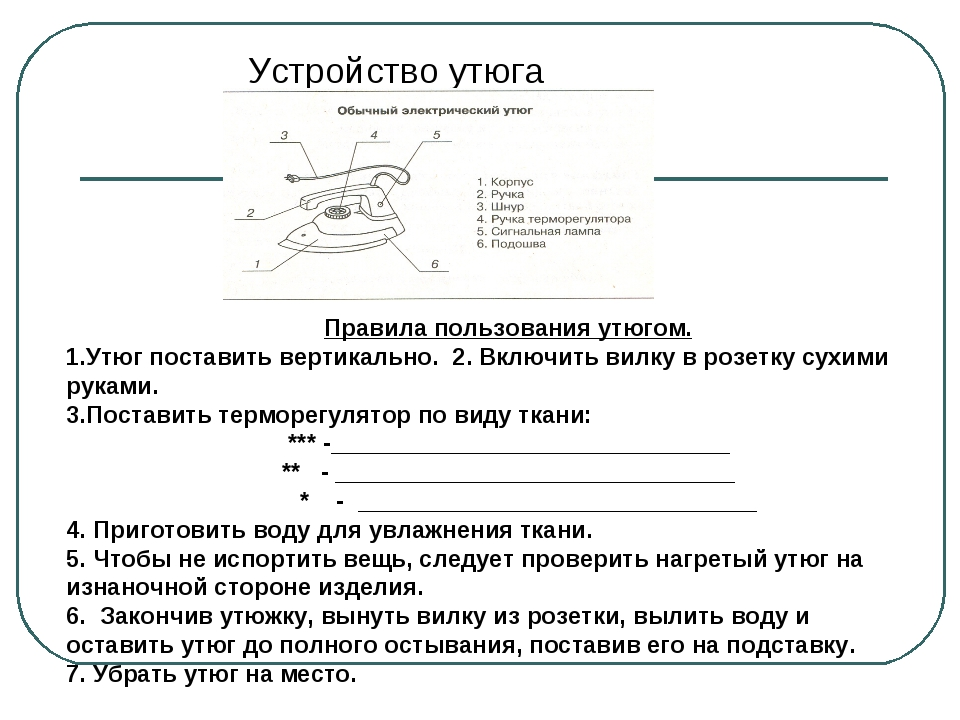 Устройство утюга
Обычный электрический утюг
3 4 5
2
1 6
1. Корпус
2. Ручка
3. Шнур
4. Ручка терморегулятора
5. Сигнальная лампа
6. Подошва
Правила пользования утюгом.
1.Утюг поставить вертикально. 2. Включить вилку в розетку сухими
руками.
3.Поставить терморегулятор по виду ткани:
*** -______________________________
** - ______________________________
* - ______________________________
4. Приготовить воду для увлажнения ткани.
5. Чтобы не испортить вещь, следует проверить нагретый утюг на
изнаночной стороне изделия.
6. Закончив утюжку, вынуть вилку из розетки, вылить воду и
оставить утюг до полного остывания, поставив его на подставку.
7. Убрать утюг на место.